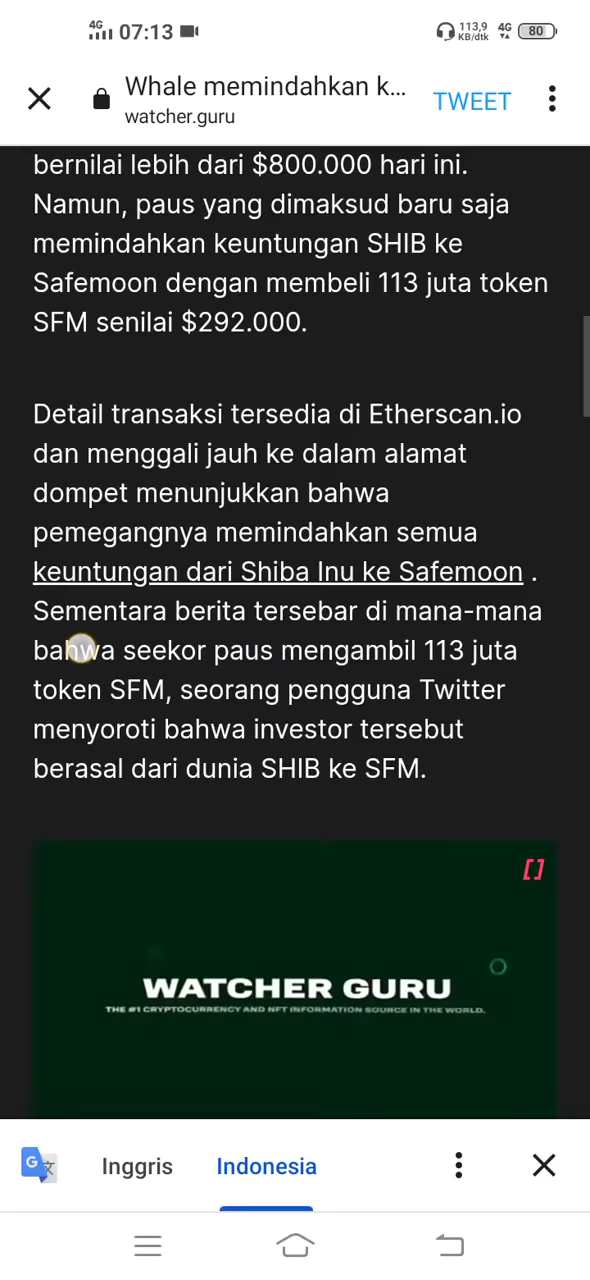 4G 07:13 113,9 KB/dtk 4G 80
Whale memindahkan k...
watcher.guru
TWEET
bernilai lebih dari $800.000 hari ini.
Namun, paus yang dimaksud baru saja
memindahkan keuntungan SHIB ke
Safemoon dengan membeli 113 juta token
SFM senilai $292.000.
Detail transaksi tersedia di Etherscan.io
dan menggali jauh ke dalam alamat
dompet menunjukkan bahwa
pemegangnya memindahkan semua
keuntungan dari Shiba Inu ke Safemoon .
Sementara berita tersebar di mana-mana
bahwa seekor paus mengambil 113 juta
token SFM, seorang pengguna Twitter
menyoroti bahwa investor tersebut
berasal dari dunia SHIB ke SFM.
[]
WATCHER GURU
THE #1 CRYPTOCURRENCY AND NFT INFORMATION SOURCE IN THE WORLD.
G 文 Inggris Indonesia